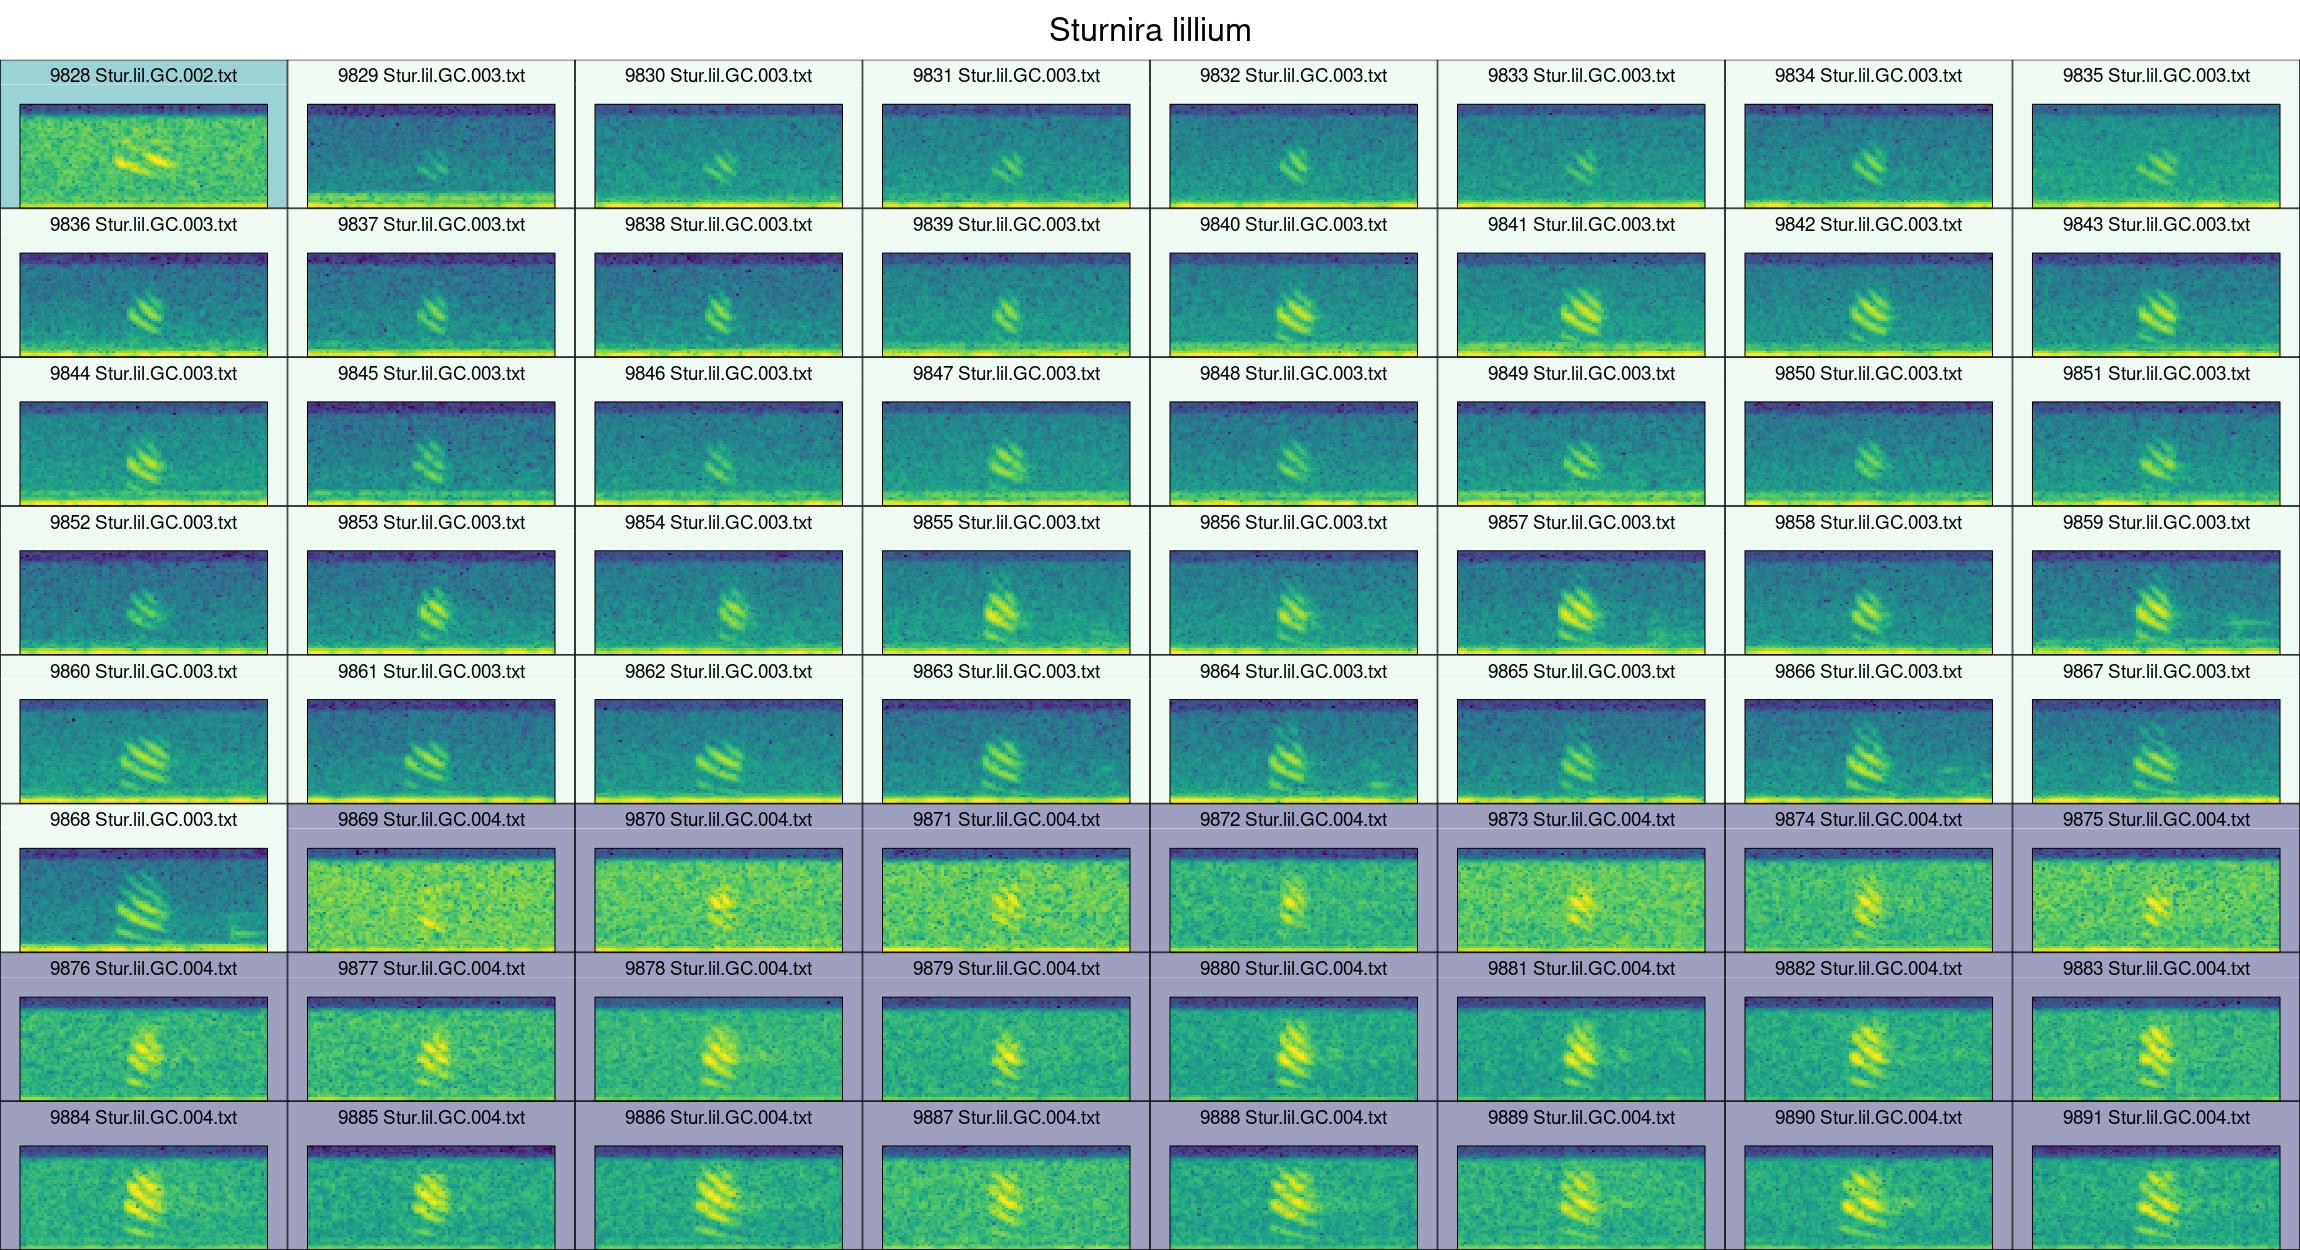 Sturnira lillium
9828 Stur.lil.GC.002.txt
9829 Stur.lil.GC.003.txt
9830 Stur.lil.GC.003.txt
9831 Stur.lil.GC.003.txt
9832 Stur.lil.GC.003.txt
9833 Stur.lil.GC.003.txt
9834 Stur.lil.GC.003.txt
9835 Stur.lil.GC.003.txt
9836 Stur.lil.GC.003.txt
9837 Stur.lil.GC.003.txt
9838 Stur.lil.GC.003.txt
9839 Stur.lil.GC.003.txt
9840 Stur.lil.GC.003.txt
9841 Stur.lil.GC.003.txt
9842 Stur.lil.GC.003.txt
9843 Stur.lil.GC.003.txt
9844 Stur.lil.GC.003.txt
9845 Stur.lil.GC.003.txt
9846 Stur.lil.GC.003.txt
9847 Stur.lil.GC.003.txt
9848 Stur.lil.GC.003.txt
9849 Stur.lil.GC.003.txt
9850 Stur.lil.GC.003.txt
9851 Stur.lil.GC.003.txt
9852 Stur.lil.GC.003.txt
9853 Stur.lil.GC.003.txt
9854 Stur.lil.GC.003.txt
9855 Stur.lil.GC.003.txt
9856 Stur.lil.GC.003.txt
9857 Stur.lil.GC.003.txt
9858 Stur.lil.GC.003.txt
9859 Stur.lil.GC.003.txt
9860 Stur.lil.GC.003.txt
9861 Stur.lil.GC.003.txt
9862 Stur.lil.GC.003.txt
9863 Stur.lil.GC.003.txt
9864 Stur.lil.GC.003.txt
9865 Stur.lil.GC.003.txt
9866 Stur.lil.GC.003.txt
9867 Stur.lil.GC.003.txt
9868 Stur.lil.GC.003.txt
9869 Stur.lil.GC.004.txt
9870 Stur.lil.GC.004.txt
9871 Stur.lil.GC.004.txt
9872 Stur.lil.GC.004.txt
9873 Stur.lil.GC.004.txt
9874 Stur.lil.GC.004.txt
9875 Stur.lil.GC.004.txt
9876 Stur.lil.GC.004.txt
9877 Stur.lil.GC.004.txt
9878 Stur.lil.GC.004.txt
9879 Stur.lil.GC.004.txt
9880 Stur.lil.GC.004.txt
9881 Stur.lil.GC.004.txt
9882 Stur.lil.GC.004.txt
9883 Stur.lil.GC.004.txt
9884 Stur.lil.GC.004.txt
9885 Stur.lil.GC.004.txt
9886 Stur.lil.GC.004.txt
9887 Stur.lil.GC.004.txt
9888 Stur.lil.GC.004.txt
9889 Stur.lil.GC.004.txt
9890 Stur.lil.GC.004.txt
9891 Stur.lil.GC.004.txt